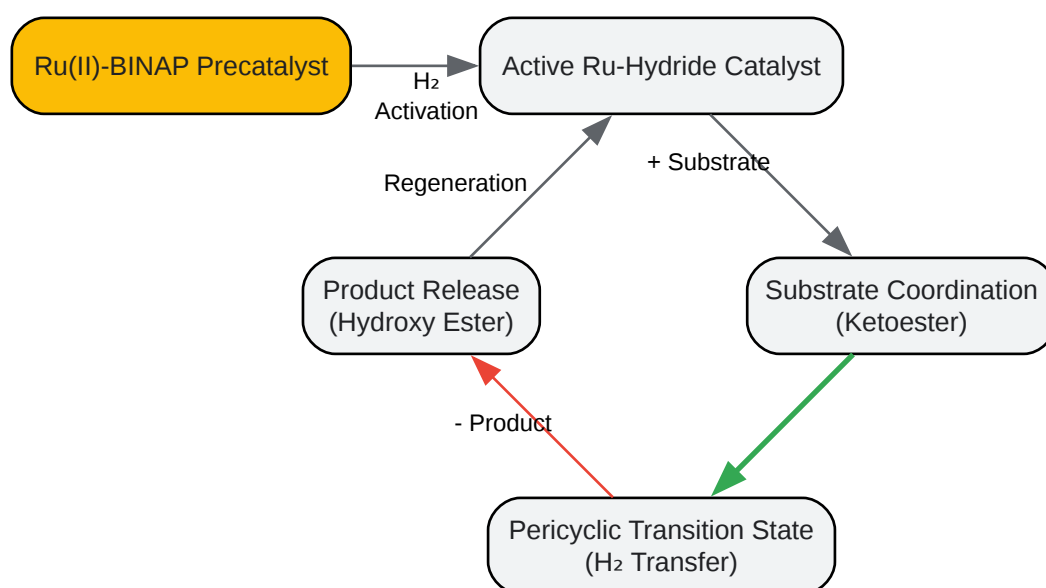 Ru(II)-BINAP Precatalyst
H₂
Activation
Active Ru-Hydride Catalyst
+ Substrate
Regeneration
Product Release
(Hydroxy Ester)
Substrate Coordination
(Ketoester)
- Product
Pericyclic Transition State
(H₂ Transfer)